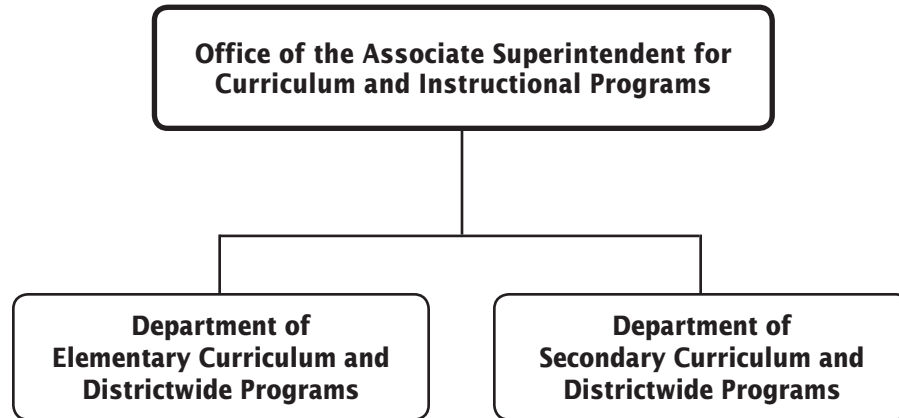 Office of the Associate Superintendent for
Curriculum and Instructional Programs
Department of
Elementary Curriculum and
Districtwide Programs
Department of
Secondary Curriculum and
Districtwide Programs